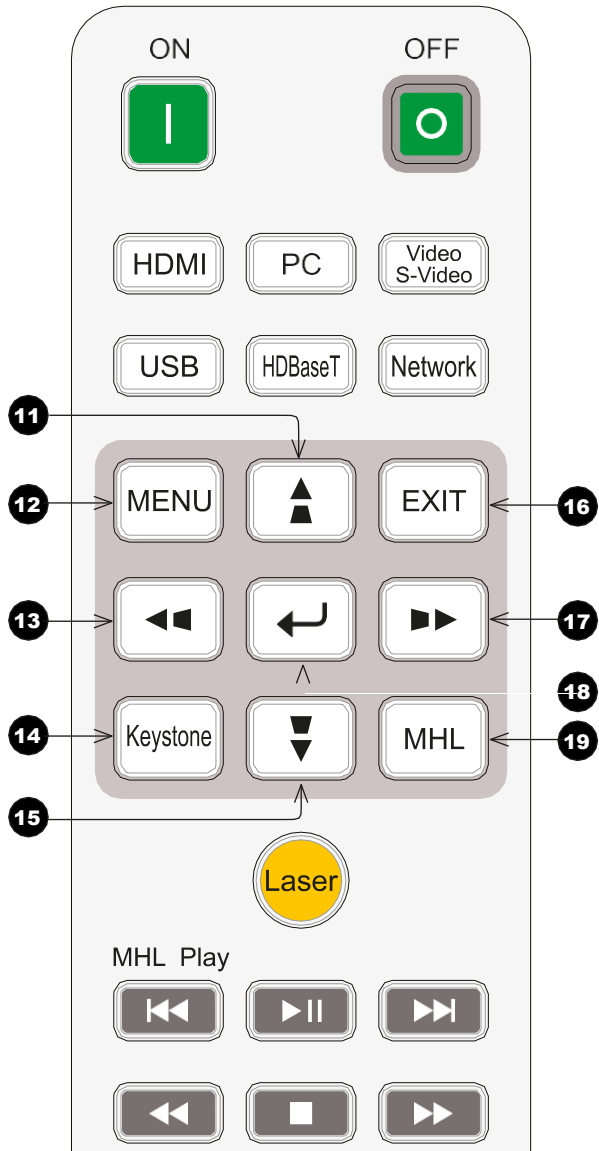 ON OFF
HDMI PC Video
S-Video
USB HDBaseT Network
11
12 MENU EXIT 16
13 17
18
14 Keystone MHL 19
15
Laser
MHL Play